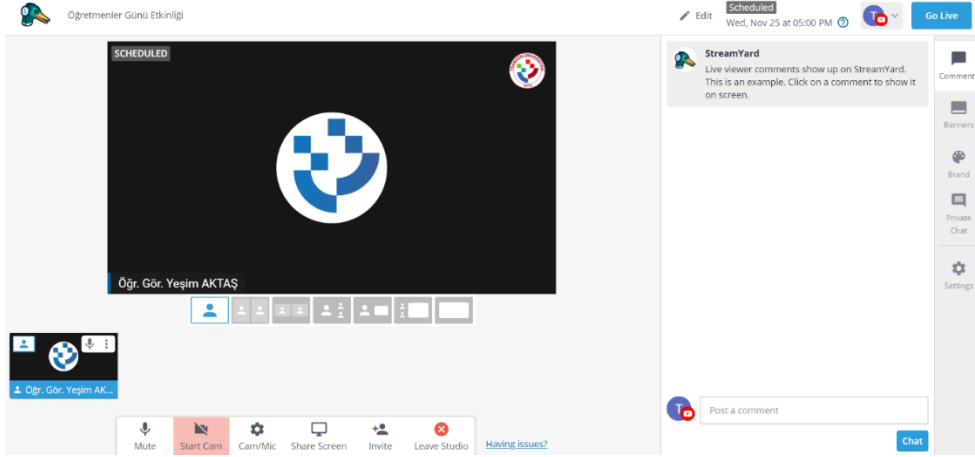 Öğretmenler Günü Etkinliği
Edit
Scheduled
Wed, Nov 25 at 05:00 PM
T
Go Live
SCHEDULED
Öğr. Gör. Yeşim AKTAŞ
Öğr. Gör. Yeşim AK...
Mute
Start Cam
Cam/Mic
Share Screen
Invite
Leave Studio
Having issues?
StreamYard
Live viewer comments show up on StreamYard.
This is an example. Click on a comment to show it
on screen.
T
Post a comment
Chat
Comment
Banners
Brand
Private
Chat
Settings